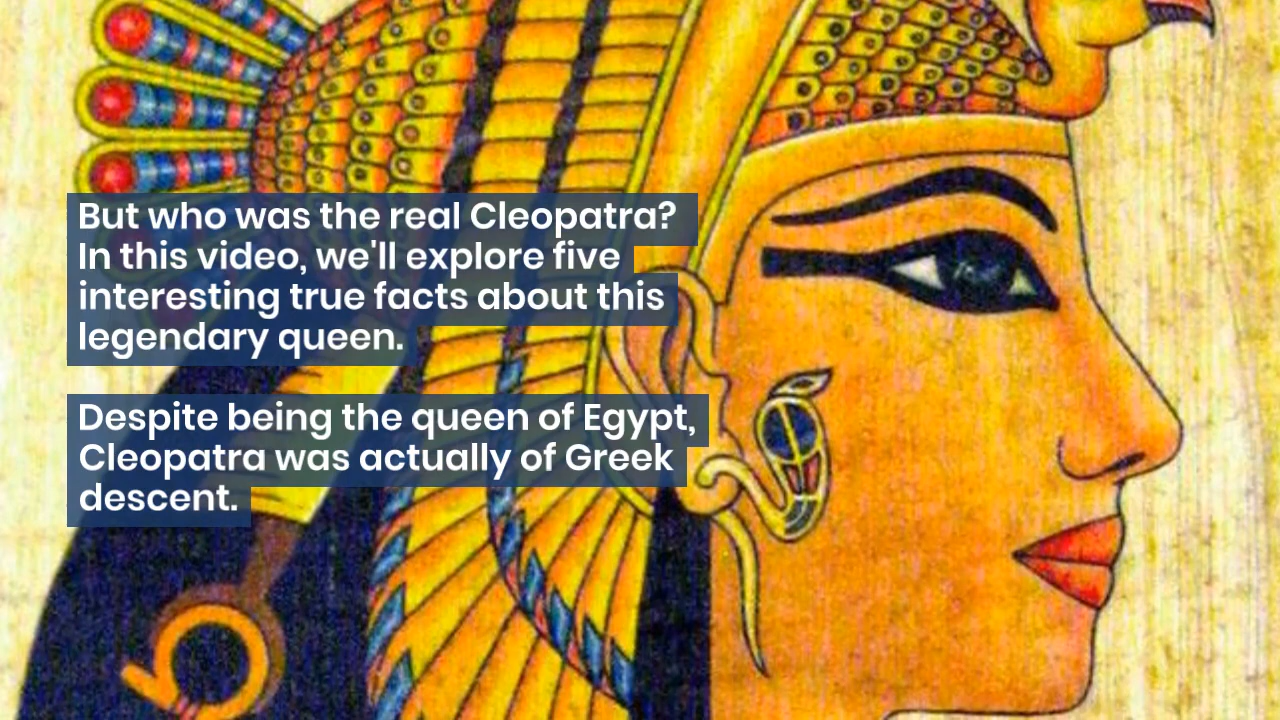 But who was the real Cleopatra?
In this video, we'll explore five
interesting true facts about this
legendary queen.
Despite being the queen of Egypt,
Cleopatra was actually of Greek
descent.